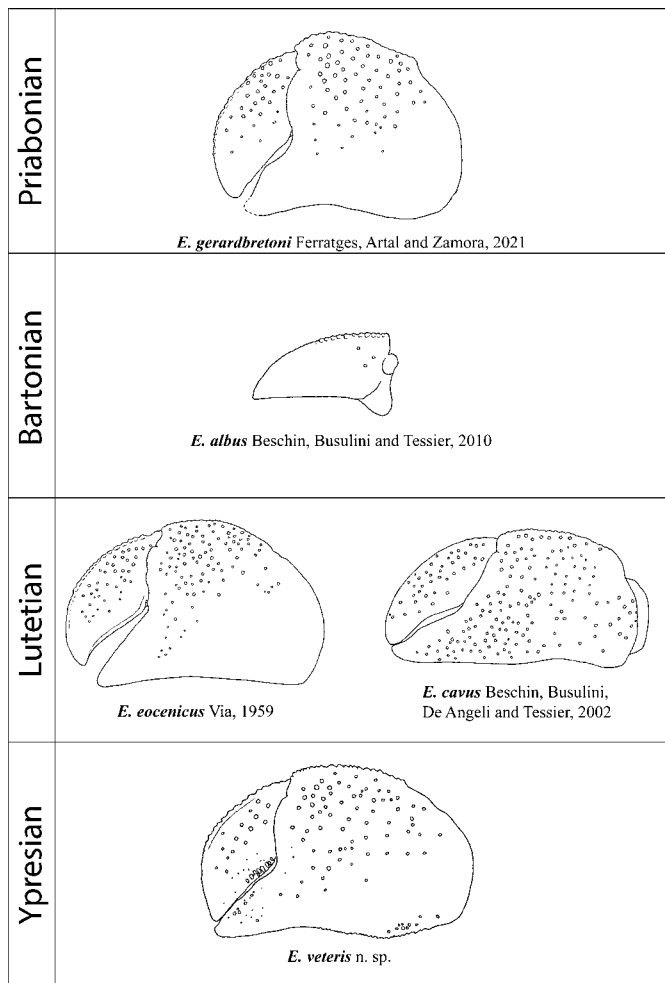 Priabonian
E. gerardbretoni Ferratges, Artal and Zamora, 2021
Bartonian
E. albus Beschin, Busulini and Tessier, 2010
Lutetian
E. eocenicus Via, 1959
E. cavus Beschin, Busulini,
De Angeli and Tessier, 2002
Ypresian
E. veteris n. sp.